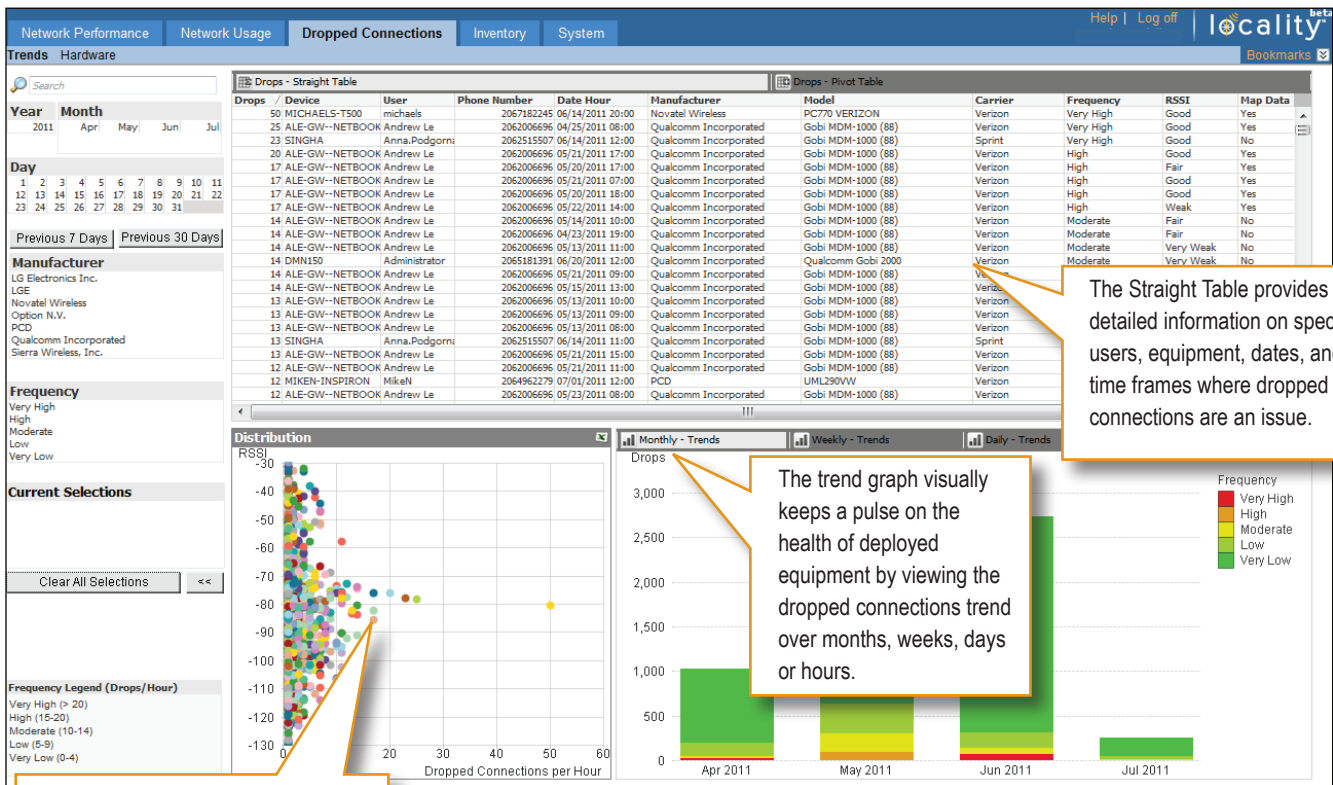 Help | Log off
locality beta
Network Performance Network Usage Dropped Connections Inventory System
Trends Hardware
Bookmarks
Search
Year Month
2011 Apr May Jun Jul
Day
1 2 3 4 5 6 7 8 9 10 11
12 13 14 15 16 17 18 19 20 21 22
23 24 25 26 27 28 29 30 31
Previous 7 Days Previous 30 Days
Manufacturer
LG Electronics Inc.
LGE
Novatel Wireless
Option N.V.
PCD
Qualcomm Incorporated
Sierra Wireless, Inc.
Frequency
Very High
High
Moderate
Low
Very Low
Current Selections
Clear All Selections <<
Frequency Legend (Drops/Hour)
Very High (> 20)
High (15-20)
Moderate (10-14)
Low (5-9)
Very Low (0-4)
Drops - Straight Table Drops - Pivot Table
Drops / Device User Phone Number Date Hour Manufacturer Model Carrier Frequency RSSI Map Data
50 MICHAELS-T500 michaels 2067182245 06/14/2011 20:00 Novatel Wireless PC770 VERIZON Verizon Very High Good Yes
25 ALE-GW--NETBOOK Andrew Le 2062006696 04/25/2011 08:00 Qualcomm Incorporated Gobi MDM-1000 (88) Verizon Very High Good Yes
23 SINGHA Anna.Podgorna 2062515507 06/14/2011 12:00 Qualcomm Incorporated Gobi MDM-1000 (88) Sprint Very High Good No
20 ALE-GW--NETBOOK Andrew Le 2062006696 05/21/2011 17:00 Qualcomm Incorporated Gobi MDM-1000 (88) Verizon High Good Yes
17 ALE-GW--NETBOOK Andrew Le 2062006696 05/20/2011 17:00 Qualcomm Incorporated Gobi MDM-1000 (88) Verizon High Fair Yes
17 ALE-GW--NETBOOK Andrew Le 2062006696 05/21/2011 07:00 Qualcomm Incorporated Gobi MDM-1000 (88) Verizon High Good Yes
17 ALE-GW--NETBOOK Andrew Le 2062006696 05/20/2011 18:00 Qualcomm Incorporated Gobi MDM-1000 (88) Verizon High Good Yes
17 ALE-GW--NETBOOK Andrew Le 2062006696 05/22/2011 14:00 Qualcomm Incorporated Gobi MDM-1000 (88) Verizon High Weak Yes
14 ALE-GW--NETBOOK Andrew Le 2062006696 05/14/2011 10:00 Qualcomm Incorporated Gobi MDM-1000 (88) Verizon Moderate Fair No
14 ALE-GW--NETBOOK Andrew Le 2062006696 04/23/2011 19:00 Qualcomm Incorporated Gobi MDM-1000 (88) Verizon Moderate Fair No
14 ALE-GW--NETBOOK Andrew Le 2062006696 05/13/2011 11:00 Qualcomm Incorporated Gobi MDM-1000 (88) Verizon Moderate Very Weak No
14 DMN150 Administrator 2065181391 06/20/2011 12:00 Qualcomm Incorporated Qualcomm Gobi 2000 Verizon Moderate Very Weak No
14 ALE-GW--NETBOOK Andrew Le 2062006696 05/21/2011 09:00 Qualcomm Incorporated Gobi MDM-1000 (88)
14 ALE-GW--NETBOOK Andrew Le 2062006696 05/15/2011 13:00 Qualcomm Incorporated Gobi MDM-1000 (88) Verizon
13 ALE-GW--NETBOOK Andrew Le 2062006696 05/13/2011 10:00 Qualcomm Incorporated Gobi MDM-1000 (88) Verizon
13 ALE-GW--NETBOOK Andrew Le 2062006696 05/13/2011 09:00 Qualcomm Incorporated Gobi MDM-1000 (88) Verizon
13 ALE-GW--NETBOOK Andrew Le 2062006696 05/13/2011 08:00 Qualcomm Incorporated Gobi MDM-1000 (88) Verizon
13 SINGHA Anna.Podgorna 2062515507 06/14/2011 11:00 Qualcomm Incorporated Gobi MDM-1000 (88) Sprint
13 ALE-GW--NETBOOK Andrew Le 2062006696 05/21/2011 15:00 Qualcomm Incorporated Gobi MDM-1000 (88) Verizon
12 ALE-GW--NETBOOK Andrew Le 2062006696 05/21/2011 11:00 Qualcomm Incorporated Gobi MDM-1000 (88) Verizon
12 MIKEN-INSPIRON MikeN 2064962279 07/01/2011 12:00 PCD UML290VW Verizon
12 ALE-GW--NETBOOK Andrew Le 2062006696 05/23/2011 08:00 Qualcomm Incorporated Gobi MDM-1000 (88) Verizon
The Straight Table provides
detailed information on spec
users, equipment, dates, and
time frames where dropped
connections are an issue.
Distribution
RSSI
-30
-40
-50
-60
-70
-80
-90
-100
-110
-120
-130
0 20 30 40 50 60
Dropped Connections per Hour
Monthly - Trends Weekly - Trends Daily - Trends
Drops
3,000
2,500
2,000
1,500
1,000
500
0
Apr 2011 May 2011 Jun 2011 Jul 2011
The trend graph visually
keeps a pulse on the
health of deployed
equipment by viewing the
dropped connections trend
over months, weeks, days
or hours.
Frequency
Very High
High
Moderate
Low
Very Low